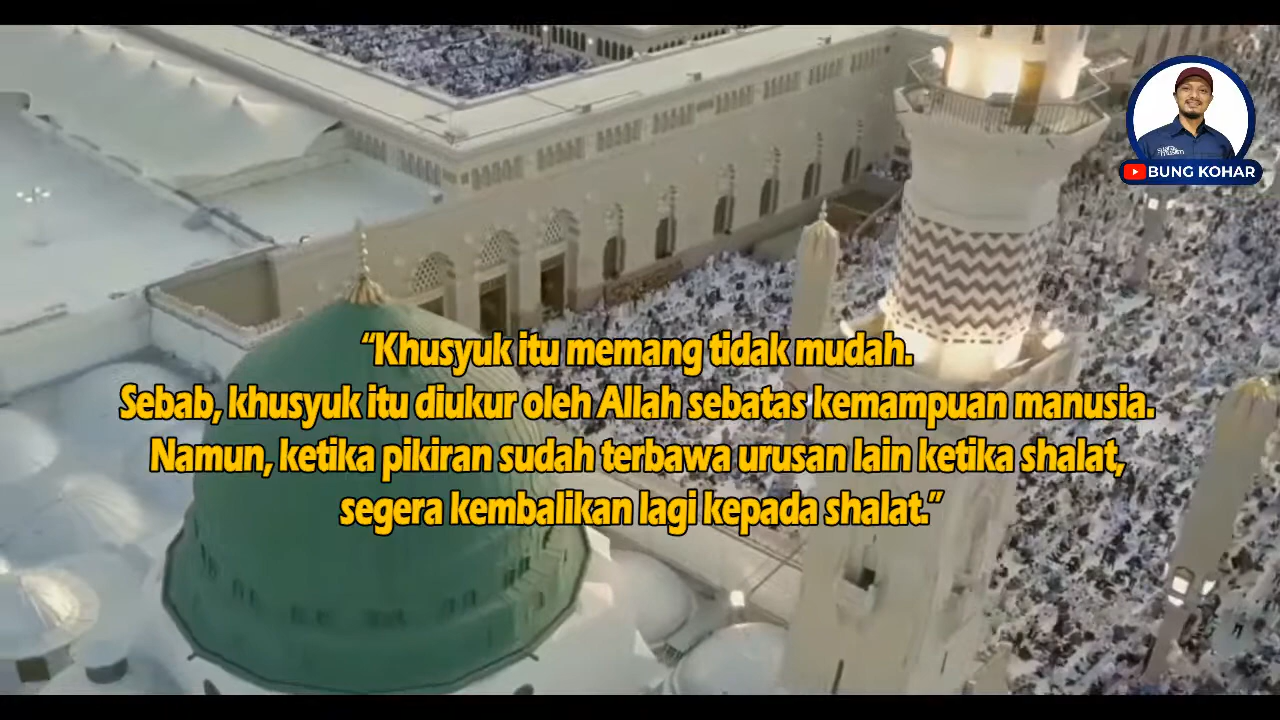 BUNG KOHAR
“Khusyuk itu memang tidak mudah.
Sebab, khusyuk itu diukur oleh Allah sebatas kemampuan manusia.
Namun, ketika pikiran sudah terbawa urusan lain ketika shalat,
segera kembalikan lagi kepada shalat.”